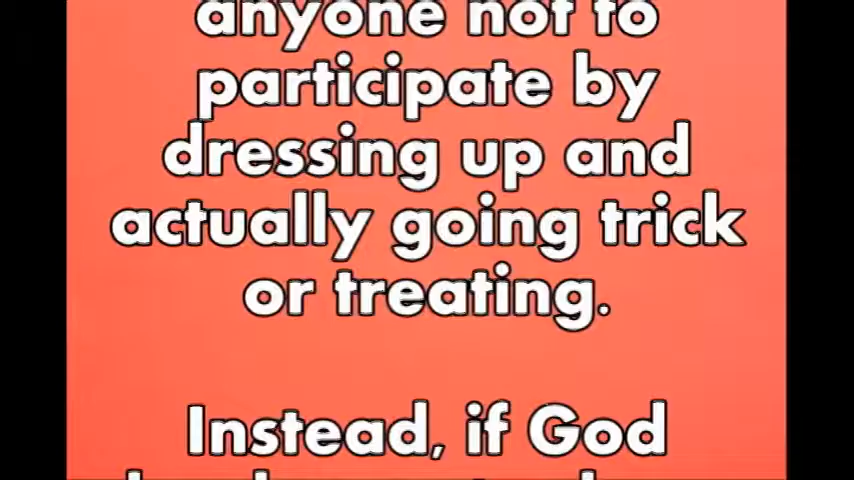 anyone not to
participate by
dressing up and
actually going trick
or treating.
Instead, if God